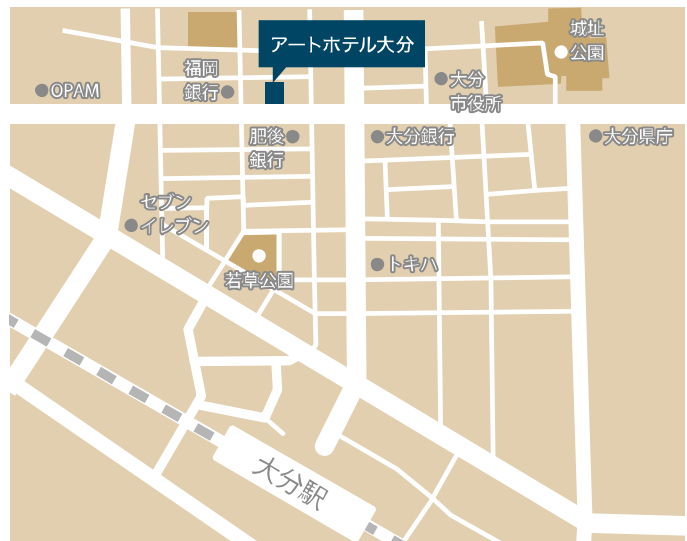 アートホテル大分
城址
公園
福岡
銀行
OPAM
大分
市役所
肥後
銀行
大分銀行
大分県庁
セブン
イレブン
トキハ
若草公園
大分駅